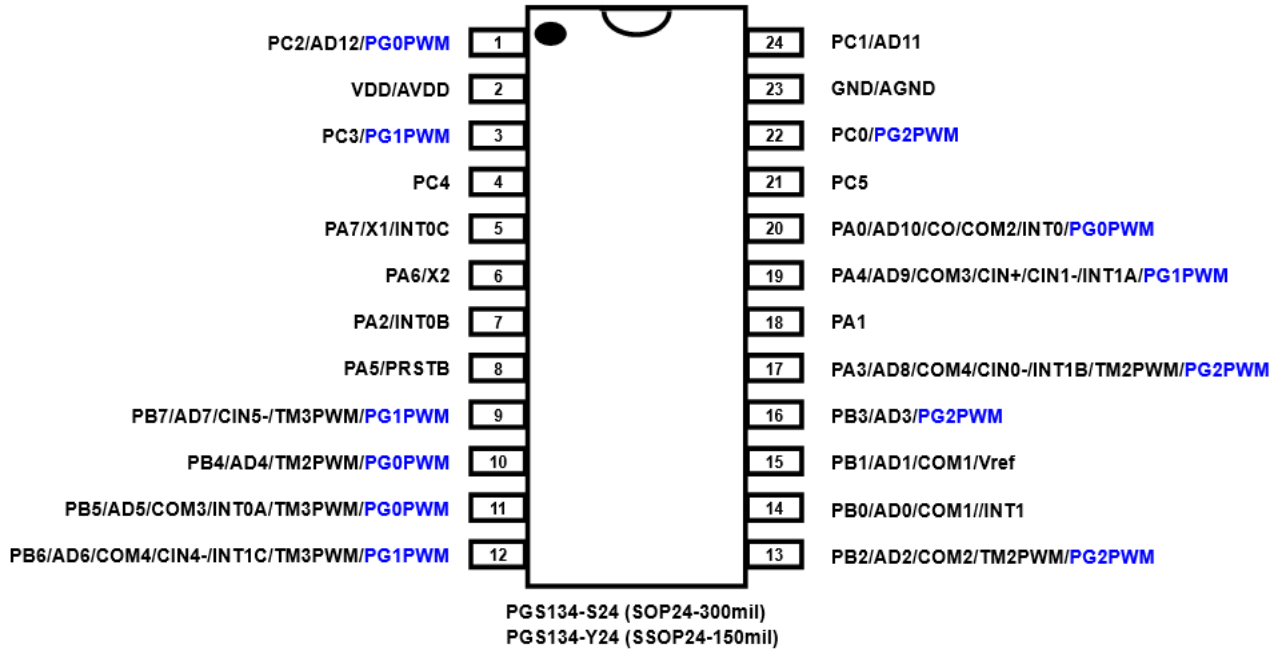 PC2/AD12/PG0PWM 1 24 PC1/AD11
VDD/AVDD 2 23 GND/AGND
PC3/PG1PWM 3 22 PC0/PG2PWM
PC4 4 21 PC5
PA7/X1/INT0C 5 20 PA0/AD10/CO/COM2/INT0/PG0PWM
PA6/X2 6 19 PA4/AD9/COM3/CIN+/CIN1-/INT1A/PG1PWM
PA2/INT0B 7 18 PA1
PA5/PRSTB 8 17 PA3/AD8/COM4/CIN0-/INT1B/TM2PWM/PG2PWM
PB7/AD7/CIN5-/TM3PWM/PG1PWM 9 16 PB3/AD3/PG2PWM
PB4/AD4/TM2PWM/PG0PWM 10 15 PB1/AD1/COM1/Vref
PB5/AD5/COM3/INT0A/TM3PWM/PG0PWM 11 14 PB0/AD0/COM1//INT1
PB6/AD6/COM4/CIN4-/INT1C/TM3PWM/PG1PWM 12 13 PB2/AD2/COM2/TM2PWM/PG2PWM
PGS134-S24 (SOP24-300mil)
PGS134-Y24 (SSOP24-150mil)